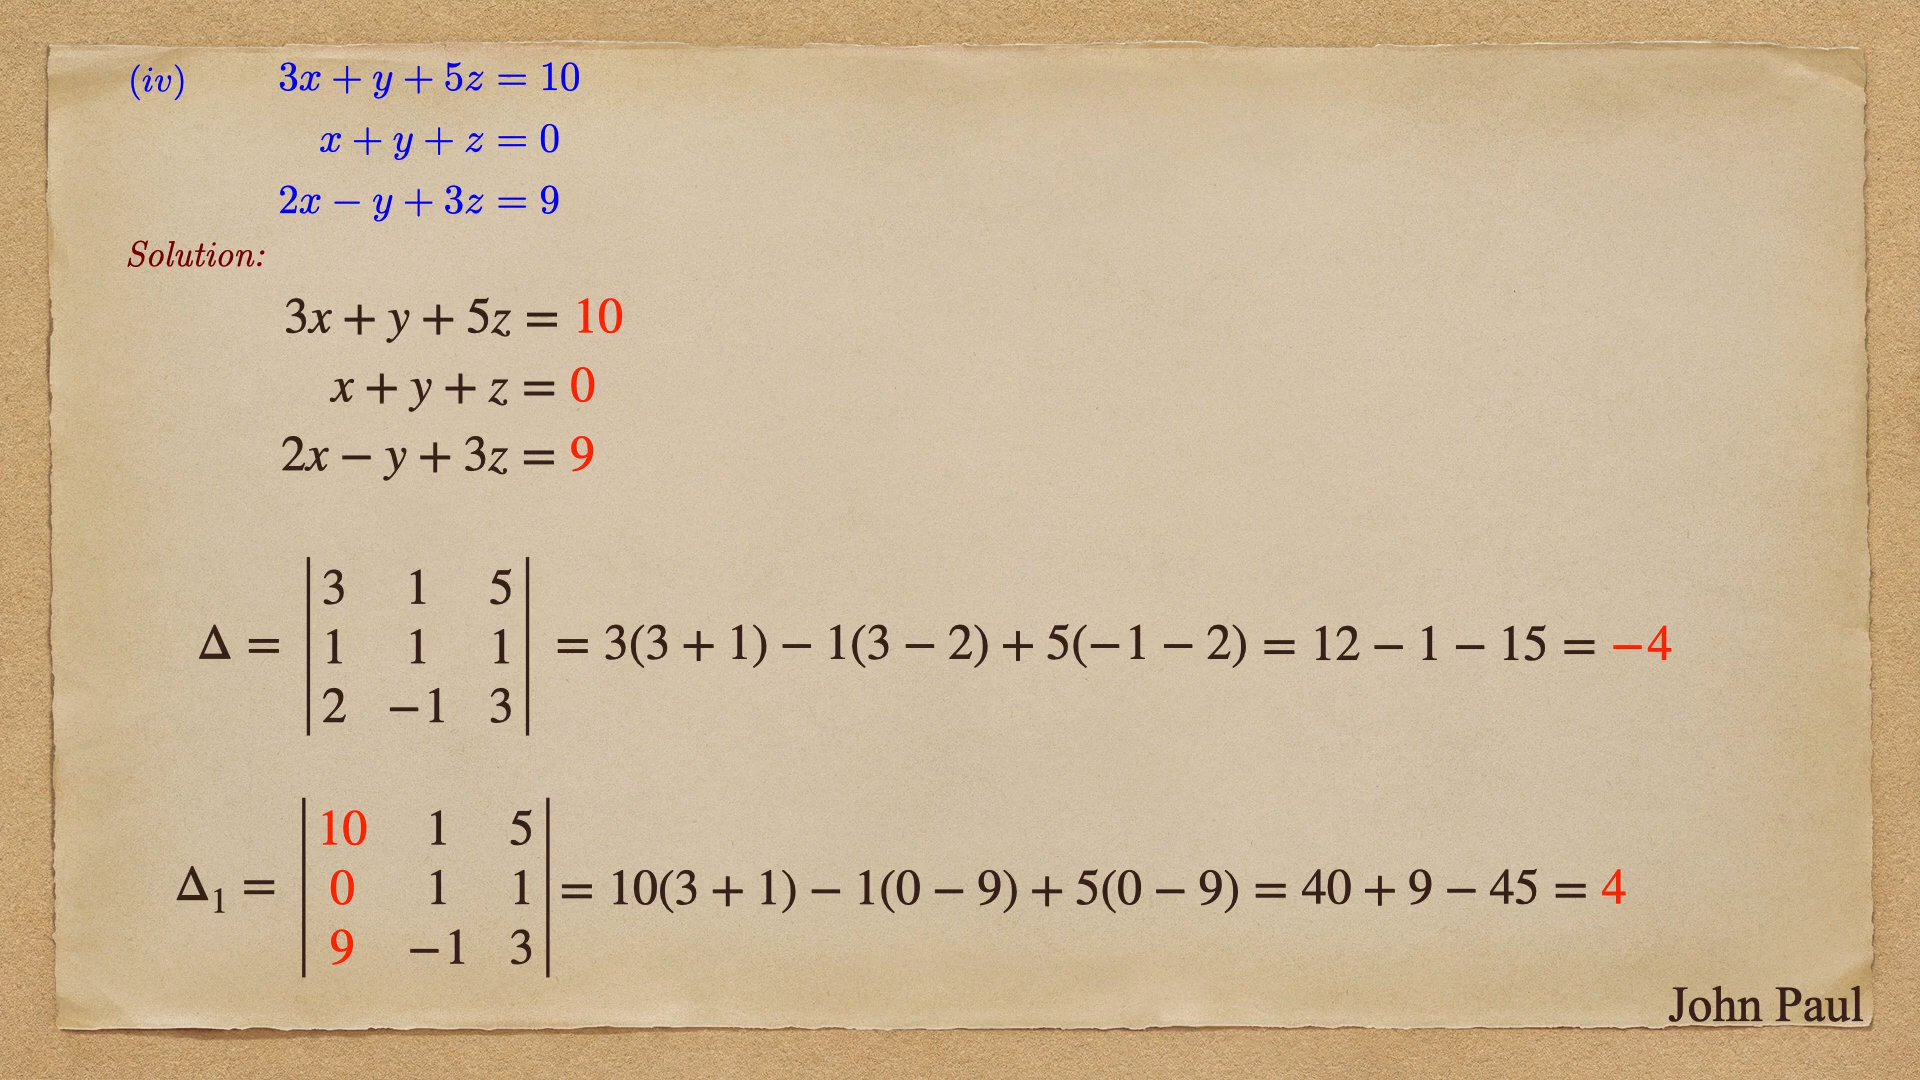 (iv) 3x + y + 5z = 10
x + y + z = 0
2x − y + 3z = 9
Solution:
3x + y + 5z = 10
x + y + z = 0
2x − y + 3z = 9
Δ = | 3 1 5 | 
| 1 1 1 | = 3(3 + 1) − 1(3 − 2) + 5(−1 − 2) = 12 − 1 − 15 = −4
| 2 −1 3 |
Δ₁ = | 10 1 5 |
| 0 1 1 | = 10(3 + 1) − 1(0 − 9) + 5(0 − 9) = 40 + 9 − 45 = 4
| 9 −1 3 |
John Paul